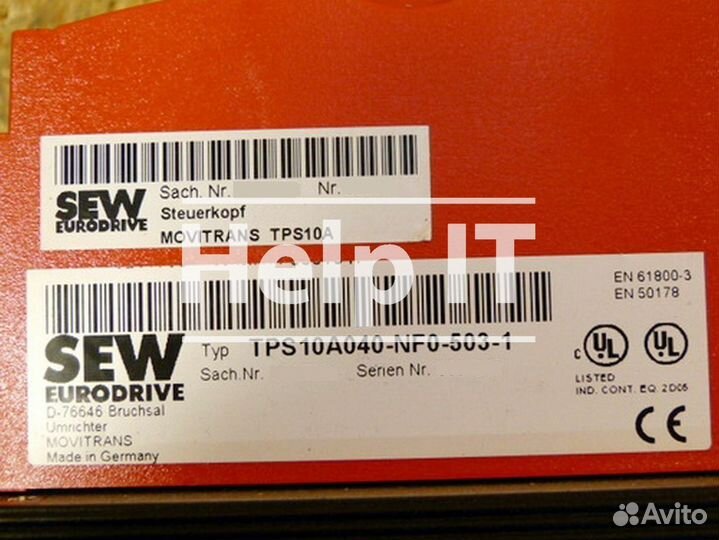 SEW
EURODRIVE
Sach. Nr. Nr.
Steuerkopf
MOVITRANS TPS10A
Help IT
EN 61800-3
EN 50178
SEW
EURODRIVE
Typ TPS10A040-NF0-503-1
Sach.Nr. Serien Nr.
D-76646 Bruchsal
Umrichter
MOVITRANS
Made in Germany
C UL UL
LISTED
IND. CONT. EQ. 2D06
CE
Avito